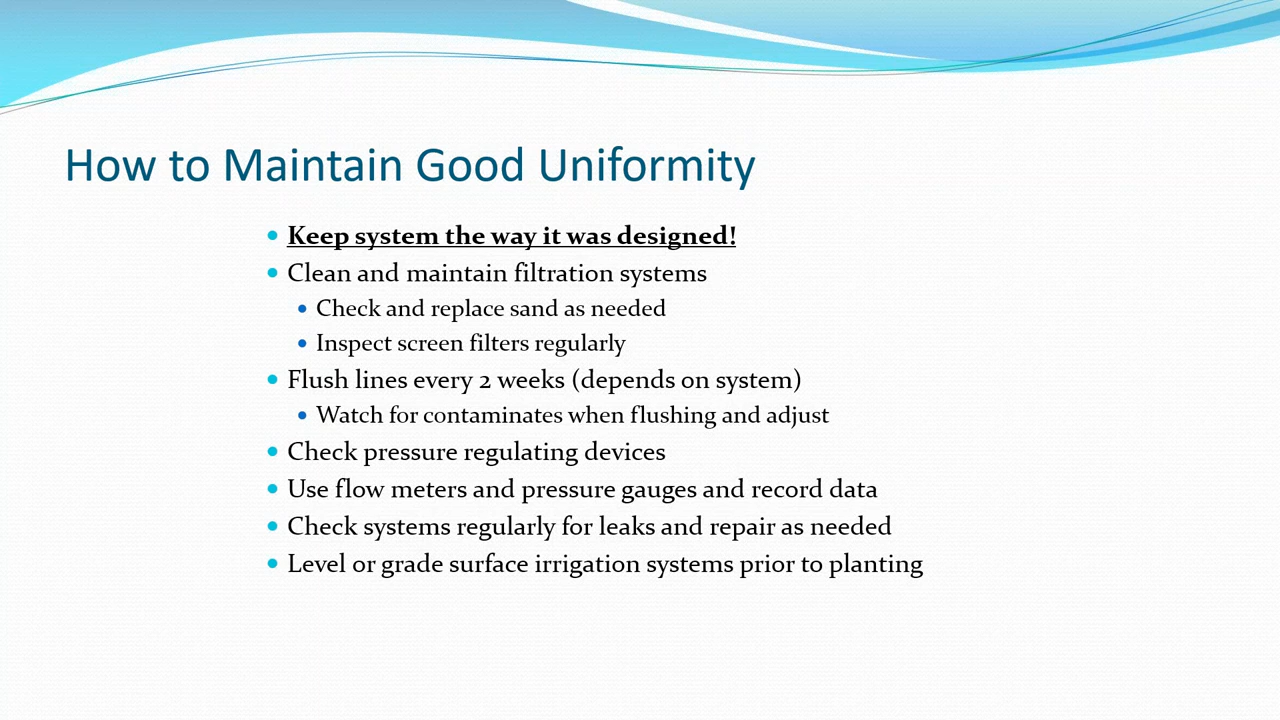 How to Maintain Good Uniformity
• Keep system the way it was designed!
• Clean and maintain filtration systems
• Check and replace sand as needed
• Inspect screen filters regularly
• Flush lines every 2 weeks (depends on system)
• Watch for contaminates when flushing and adjust
• Check pressure regulating devices
• Use flow meters and pressure gauges and record data
• Check systems regularly for leaks and repair as needed
• Level or grade surface irrigation systems prior to planting